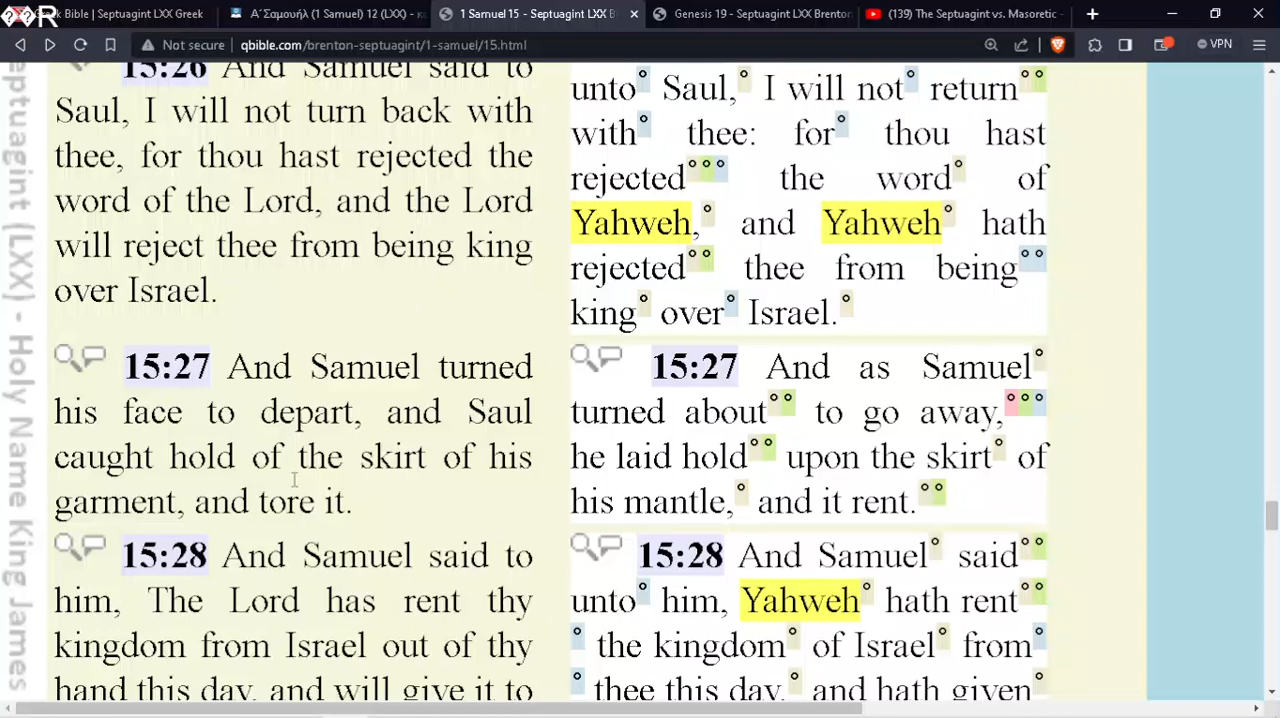 R
Greek Bible | Septuagint LXX Greek
Α΄ Σαμουήλ (1 Samuel) 12 (LXX) -
1 Samuel 15 - Septuagint LXX B
Genes
Septuagint LXX Brenton
(139) The Septuagint vs. Masoretic -
Not secure
qbible.com/brenton-septuagint/1-samuel/15.html
VPN
Septuagint (LXX) - Holy Name King James
15:26 And Samuel said to
Saul, I will not turn back with
thee, for thou hast rejected the
word of the Lord, and the Lord
will reject thee from being king
over Israel.
15:27 And Samuel turned
his face to depart, and Saul
caught hold of the skirt of his
garment, and tore it.
15:28 And Samuel said to
him, The Lord has rent thy
kingdom from Israel out of thy
hand this day, and will give it to
unto° Saul,° I will not° return°°
with° thee: for° thou hast
rejected°°° the word° of
Yahweh,° and Yahweh° hath
rejected°° thee from being°°
king° over° Israel.°
15:27 And as Samuel°
turned about°° to go away,°°°
he laid hold°° upon the skirt° of
his mantle,° and it rent.°°
15:28 And Samuel° said°°
unto° him, Yahweh° hath rent°°
° the kingdom° of Israel° from°
° thee this day,° and hath given°